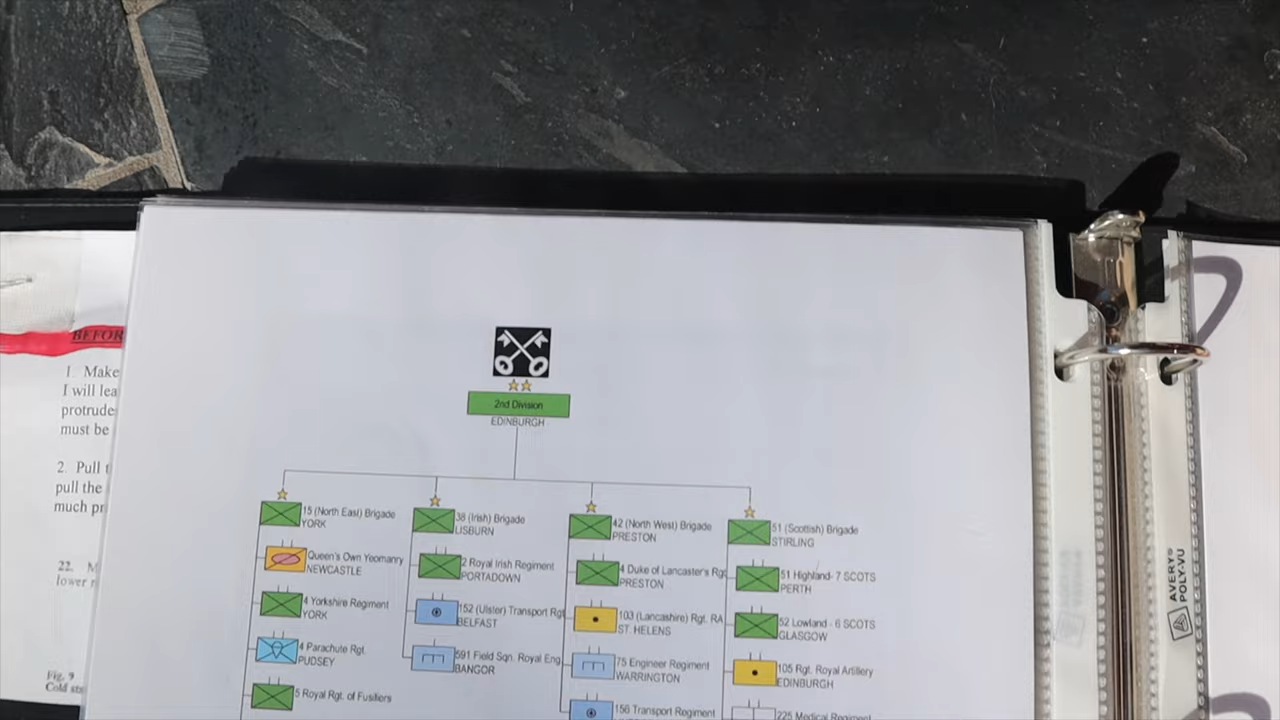 BEFOR
1. Make
I will lea
protrude
must be
2. Pull t
pull the
much pr
22. M
lower r
Fig. 9
Cold sta
2nd Division
EDINBURGH
15 (North East) Brigade
YORK
Queen's Own Yeomanry
NEWCASTLE
4 Yorkshire Regiment
YORK
4 Parachute Rgt.
PUDSEY
5 Royal Rgt. of Fusiliers
38 (Irish) Brigade
LISBURN
2 Royal Irish Regiment
PORTADOWN
152 (Ulster) Transport Rgt
BELFAST
591 Field Sqn. Royal Eng
BANGOR
42 (North West) Brigade
PRESTON
4 Duke of Lancaster's Rgt
PRESTON
103 (Lancashire) Rgt. RA
ST. HELENS
75 Engineer Regiment
WARRINGTON
156 Transport Regiment
51 (Scottish) Brigade
STIRLING
51 Highland- 7 SCOTS
PERTH
52 Lowland - 6 SCOTS
GLASGOW
105 Rgt. Royal Artillery
EDINBURGH
225 Medical Regiment
AVERY®
POLY-VU